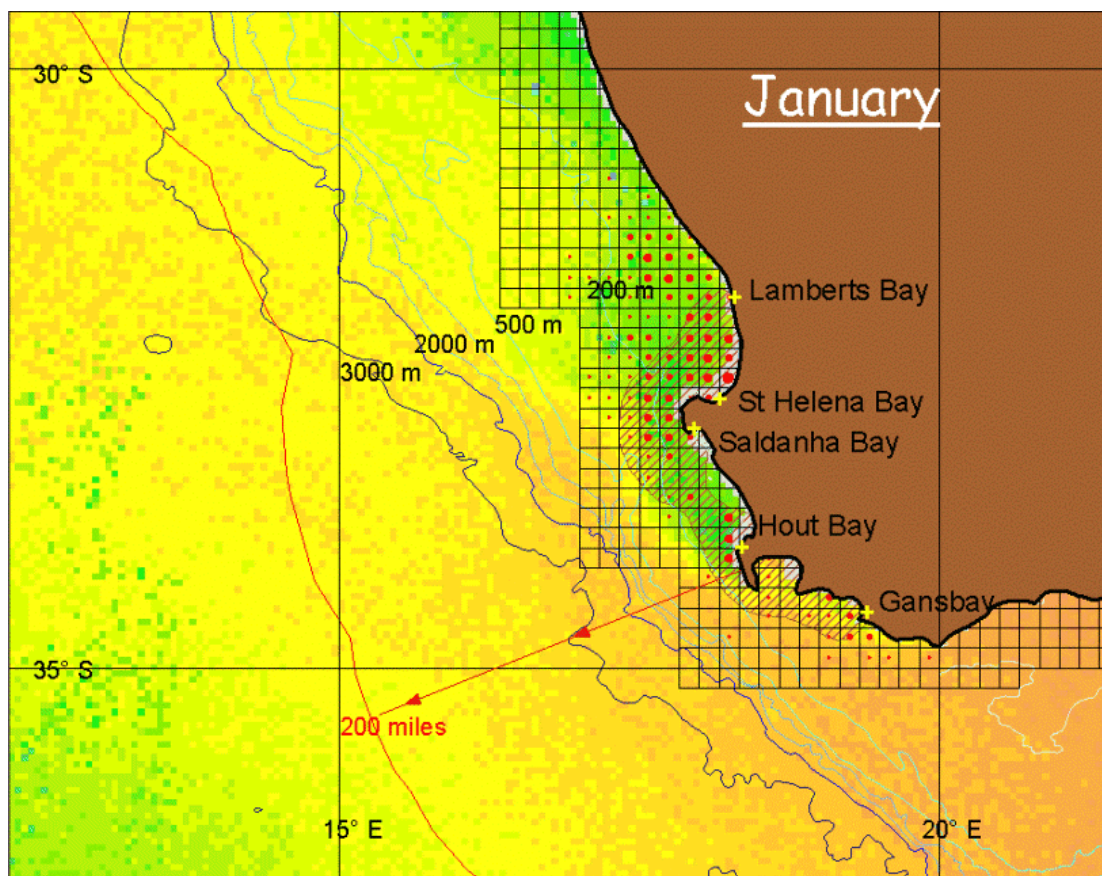 30° S
January
200 m
Lamberts Bay
500 m
2000 m
3000 m
St Helena Bay
Saldanha Bay
Hout Bay
Gansbay
35° S
200 miles
15° E
20° E